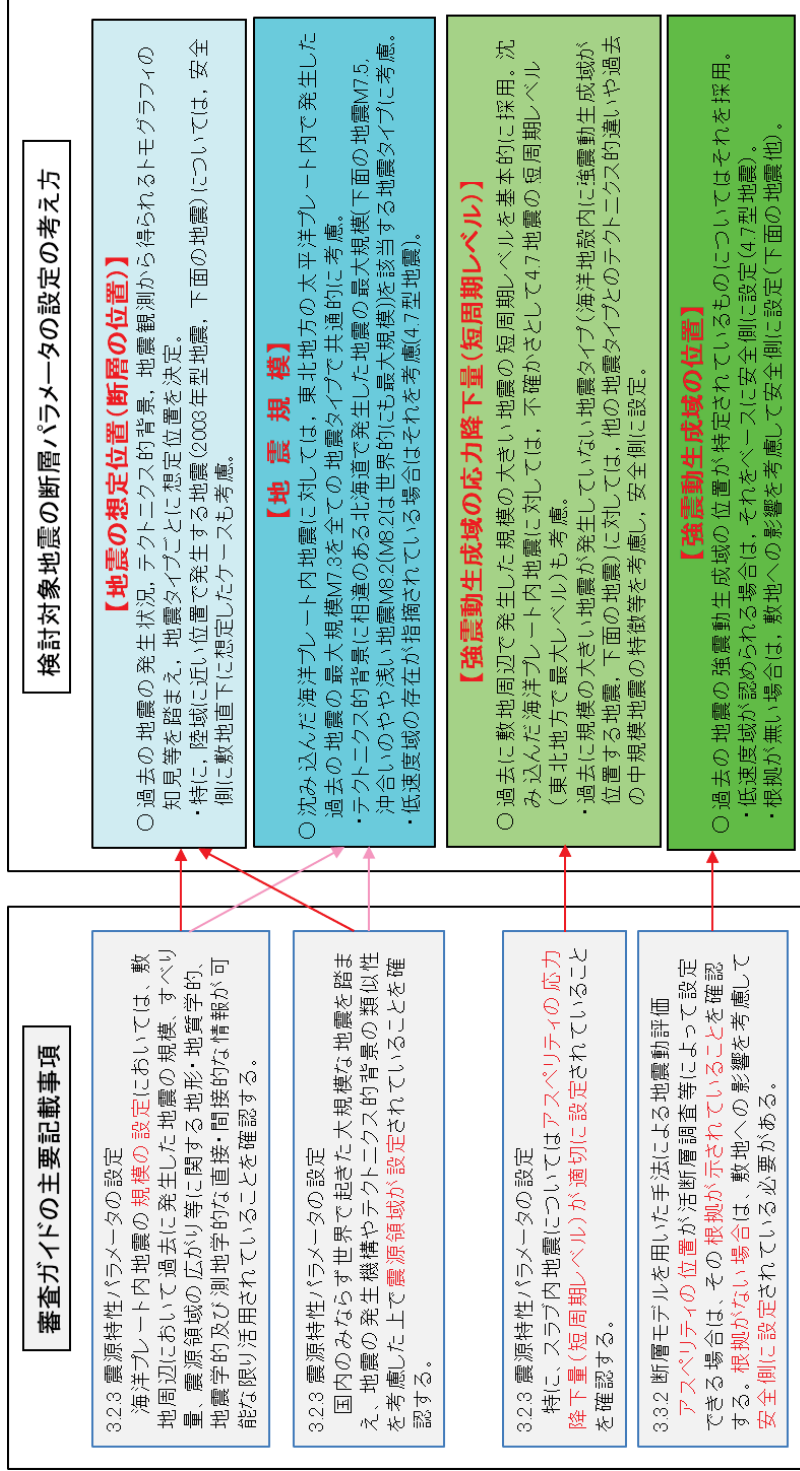 審査ガイドの主要記載事項
3.2.3 震源特性パラメータの設定
海洋プレート内地震の規模の設定においては、敷
地周辺において過去に発生した地震の規模、すべり
量、震源領域の広がり等に関する地形・地質学的、
地震学的及び測地学的な直接・間接的な情報が可
能な限り活用されていることを確認する。
3.2.3 震源特性パラメータの設定
国内のみならず世界で起きた大規模な地震を踏ま
え、地震の発生機構やテクトニクス的背景の類似性
を考慮した上で震源領域が設定されていることを確
認する。
3.2.3 震源特性パラメータの設定
特に、スラブ内地震についてはアスペリティの応力
降下量(短周期レベル)が適切に設定されていること
を確認する。
3.3.2 断層モデルを用いた手法による地震動評価
アスペリティの位置が活断層調査等によって設定
できる場合は、その根拠が示されていることを確認
する。根拠がない場合は、敷地への影響を考慮して
安全側に設定されている必要がある。
検討対象地震の断層パラメータの設定の考え方
【地震の想定位置(断層の位置)】
○過去の地震の発生状況，テクトニクス的背景，地震観測から得られるトモグラフィの
知見等を踏まえ，地震タイプごとに想定位置を決定。
・特に，陸域に近い位置で発生する地震(2003年型地震，下面の地震)については，安全
側に敷地直下に想定したケースも考慮。
【地 震 規 模】
○沈み込んだ海洋プレート内地震に対しては，東北地方の太平洋プレート内で発生した
過去の地震の最大規模M7.3を全ての地震タイプで共通的に考慮。
・テクトニクス的背景に相違のある北海道で発生した地震の最大規模(下面の地震M7.5，
沖合いのやや浅い地震M8.2(M8.2は世界的にも最大規模))を該当する地震タイプに考慮。
・低速度域の存在が指摘されている場合はそれを考慮(4.7型地震)。
【強震動生成域の応力降下量(短周期レベル)】
○過去に敷地周辺で発生した規模の大きい地震の短周期レベルを基本的に採用。沈
み込んだ海洋プレート内地震に対しては，不確かさとして4.7地震の短周期レベル
(東北地方で最大レベル)も考慮。
・過去に規模の大きい地震が発生していない地震タイプ(海洋地殻内に強震動生成域が
位置する地震，下面の地震)に対しては，他の地震タイプとのテクトニクス的違いや過去
の中規模地震の特徴等を考慮し，安全側に設定。
【強震動生成域の位置】
○過去の地震の強震動生成域の位置が特定されているものについてはそれを採用。
・低速度域が認められる場合は，それをベースに安全側に設定(4.7型地震)。
・根拠が無い場合は，敷地への影響を考慮して安全側に設定(下面の地震他)。